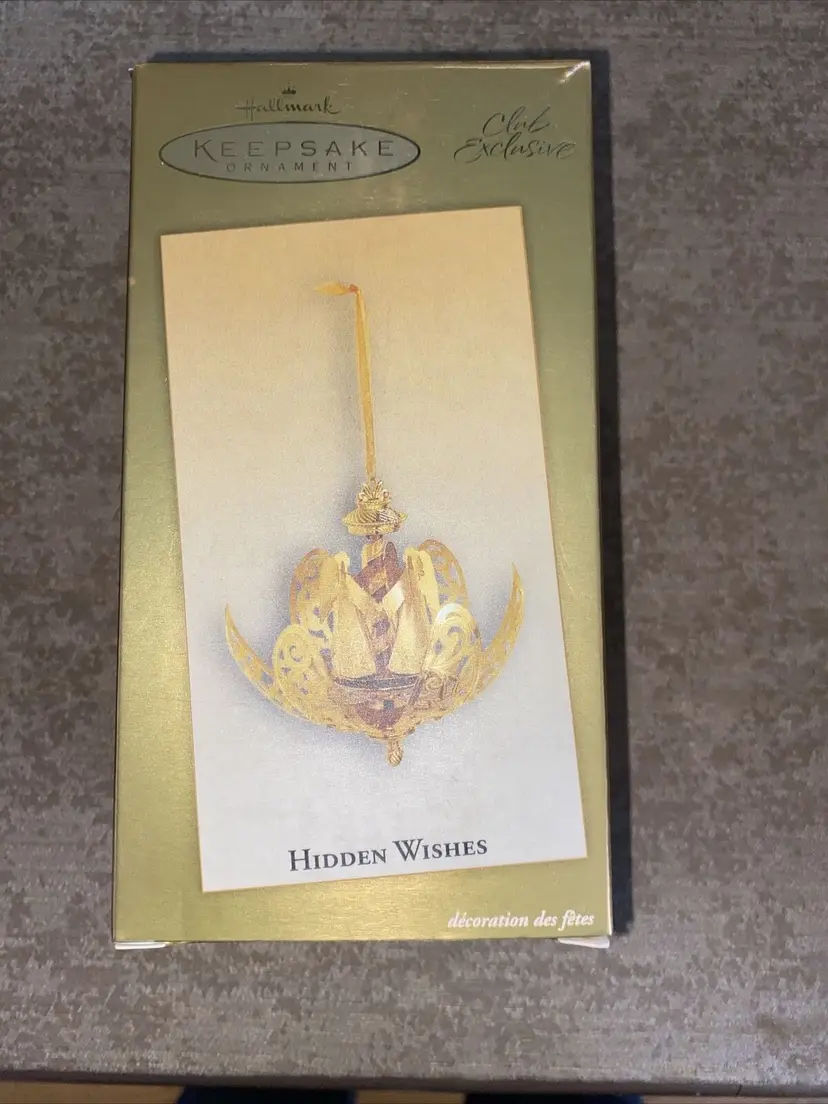 Hallmark
KEEPSAKE
ORNAMENT
Club
Exclusive
HIDDEN WISHES
décoration des fêtes